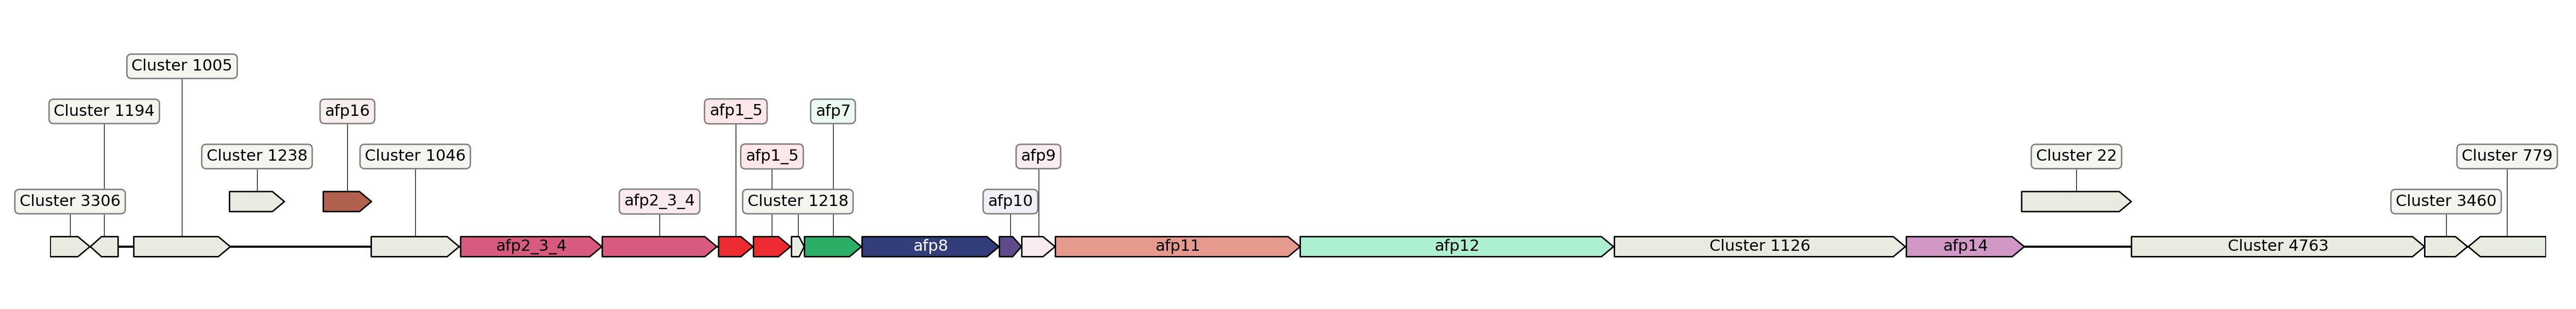 Cluster 1005
Cluster 1194
afp16
afp1_5
afp7
Cluster 1238
Cluster 1046
afp1_5
afp9
Cluster 22
Cluster 779
Cluster 3306
afp2_3_4
Cluster 1218
afp10
Cluster 3460
afp2_3_4
afp8
afp11
afp12
Cluster 1126
afp14
Cluster 4763